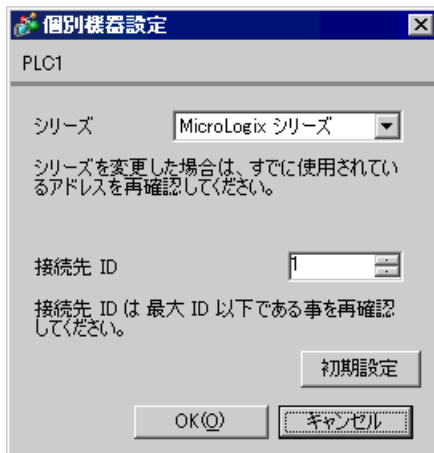 個別機器設定
PLC1
シリーズ MicroLogix シリーズ
シリーズを変更した場合は、すでに使用されてい
るアドレスを再確認してください。
接続先 ID 1
接続先 ID は 最大 ID 以下である事を再確認
してください。
初期設定
OK(O) キャンセル